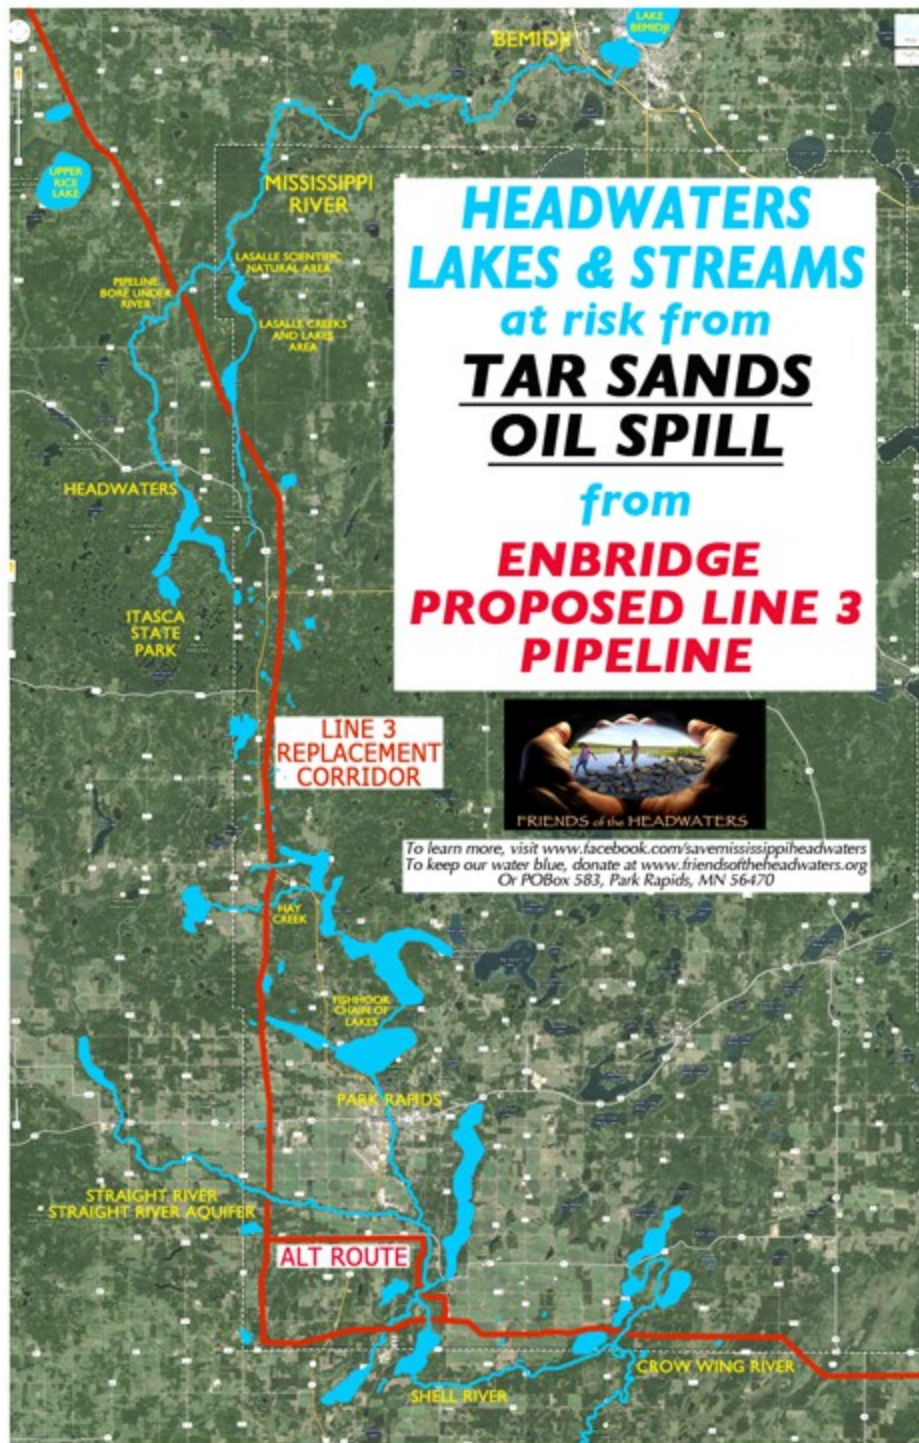 LAKE
BEMIDJI
BEMIDJI
UPPER
RICE
LAKE
MISSISSIPPI
RIVER
HEADWATERS
LAKES & STREAMS
at risk from
TAR SANDS
OIL SPILL
from
ENBRIDGE
PROPOSED LINE 3
PIPELINE
LASALLE SCIENTIFIC
NATURAL AREA
PIPELINE
BORE UNDER
RIVER
LASALLE CREEKS
AND LAKES
AREA
HEADWATERS
ITASCA
STATE
PARK
LINE 3
REPLACEMENT
CORRIDOR
FRIENDS of the HEADWATERS
To learn more, visit www.facebook.com/savemississippiheadwaters
To keep our water blue, donate at www.friendsoftheheadwaters.org
Or POBox 583, Park Rapids, MN 56470
HAY
CREEK
FISHHOOK
CHAIN OF
LAKES
PARK RAPIDS
STRAIGHT RIVER
STRAIGHT RIVER AQUIFER
ALT ROUTE
CROW WING RIVER
SHELL RIVER